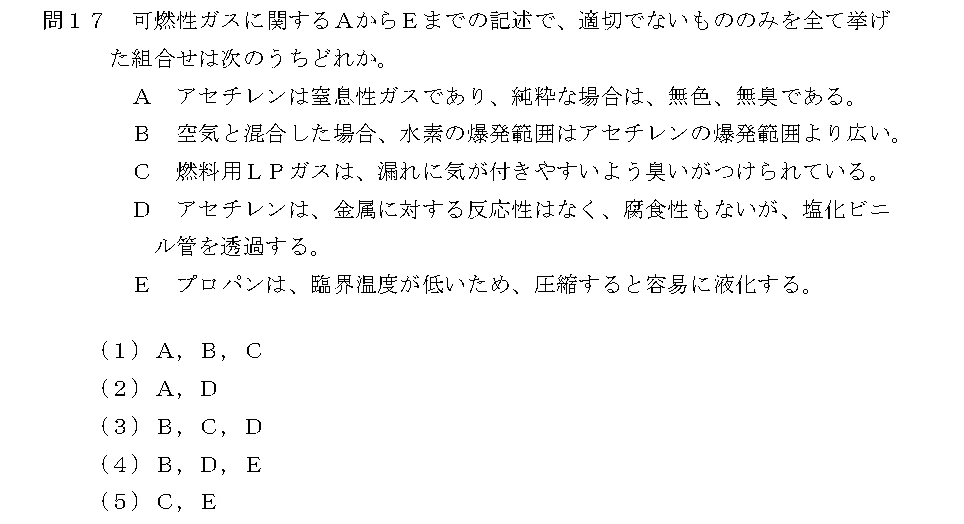 問１７　可燃性ガスに関するＡからＥまでの記述で、適切でないもののみを全て挙げ
た組合せは次のうちどれか。
Ａ　アセチレンは窒息性ガスであり、純粋な場合は、無色、無臭である。
Ｂ　空気と混合した場合、水素の爆発範囲はアセチレンの爆発範囲より広い。
Ｃ　燃料用ＬＰガスは、漏れに気が付きやすいよう臭いがつけられている。
Ｄ　アセチレンは、金属に対する反応性はなく、腐食性もないが、塩化ビニ
ル管を透過する。
Ｅ　プロパンは、臨界温度が低いため、圧縮すると容易に液化する。
（１）Ａ，Ｂ，Ｃ
（２）Ａ，Ｄ
（３）Ｂ，Ｃ，Ｄ
（４）Ｂ，Ｄ，Ｅ
（５）Ｃ，Ｅ